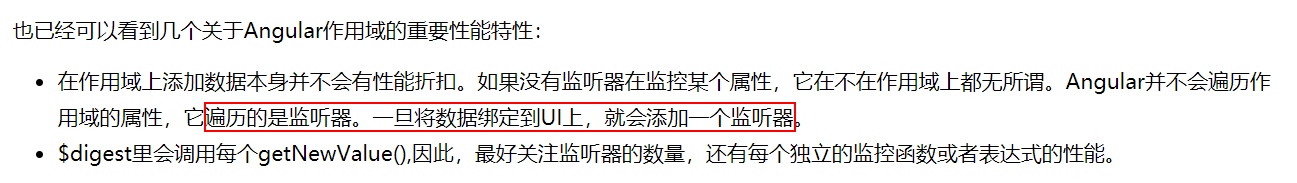 也已经可以看到几个关于Angular作用域的重要性能特性：
• 在作用域上添加数据本身并不会有性能折扣。如果没有监听器在监控某个属性，它在不在作用域上都无所谓。Angular并不会遍历作
用域的属性，它遍历的是监听器。一旦将数据绑定到UI上，就会添加一个监听器。
• $digest里会调用每个getNewValue(),因此，最好关注监听器的数量，还有每个独立的监控函数或者表达式的性能。